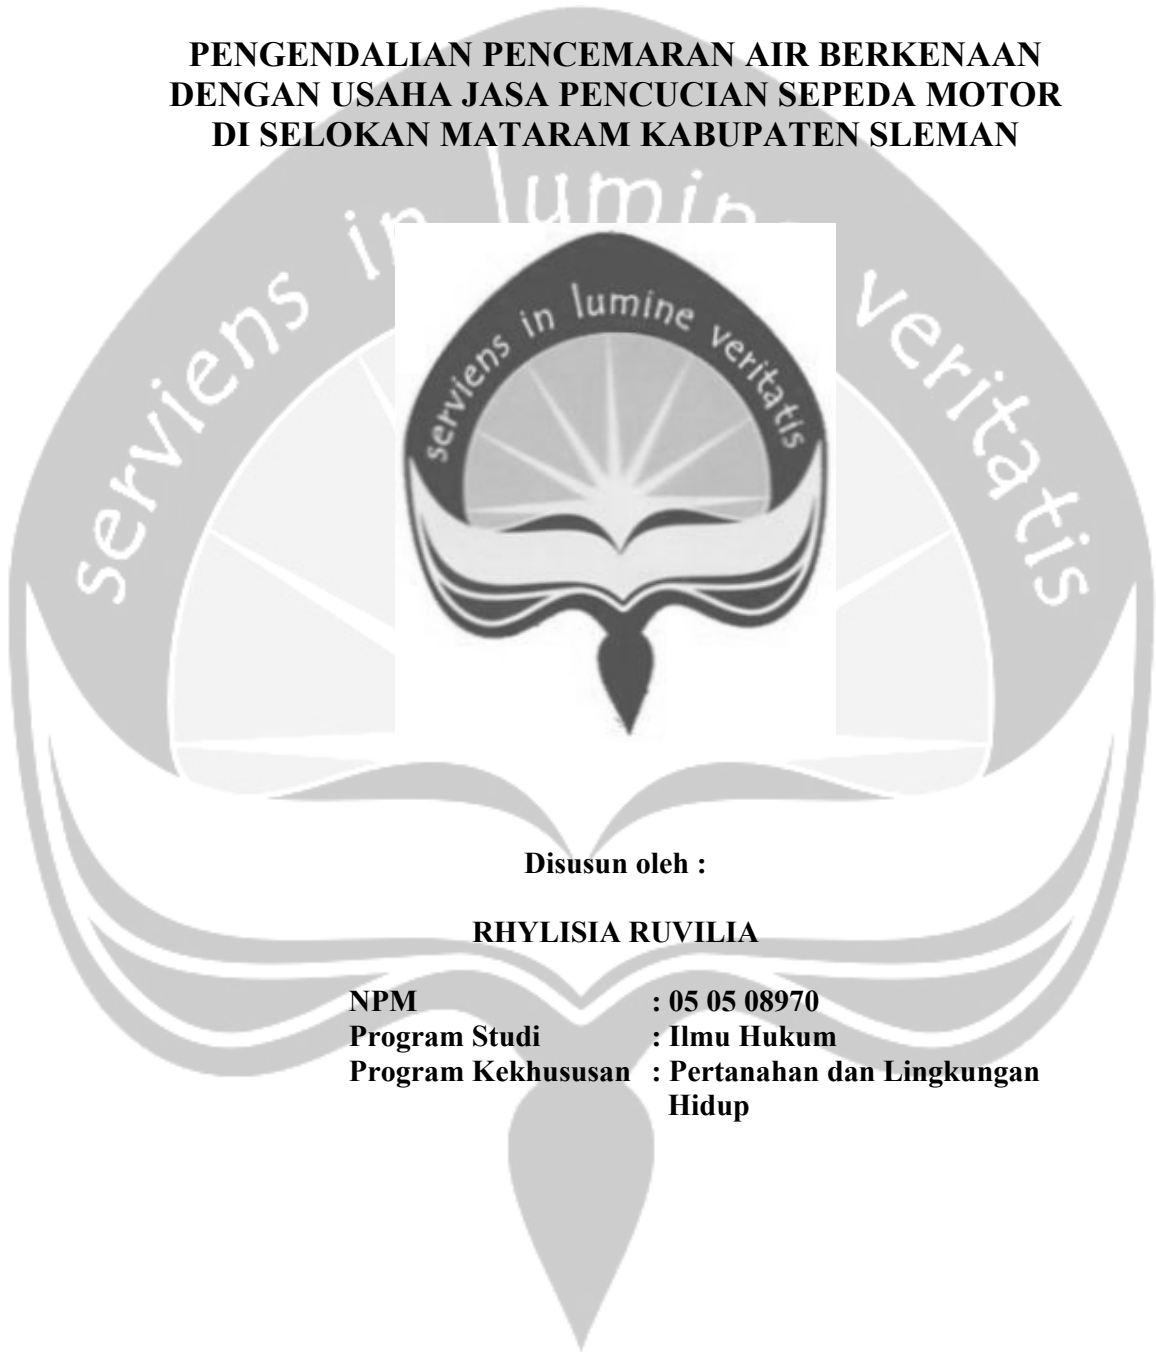 PENGENDALIAN PENCEMARAN AIR BERKENAAN
DENGAN USAHA JASA PENCUCIAN SEPEDA MOTOR
DI SELOKAN MATARAM KABUPATEN SLEMAN
serviens in lumine veritatis
serviens in lumine veritatis
Disusun oleh :
RHYLISIA RUVILIA
NPM : 05 05 08970
Program Studi : Ilmu Hukum
Program Kekhususan : Pertanahan dan Lingkungan
Hidup